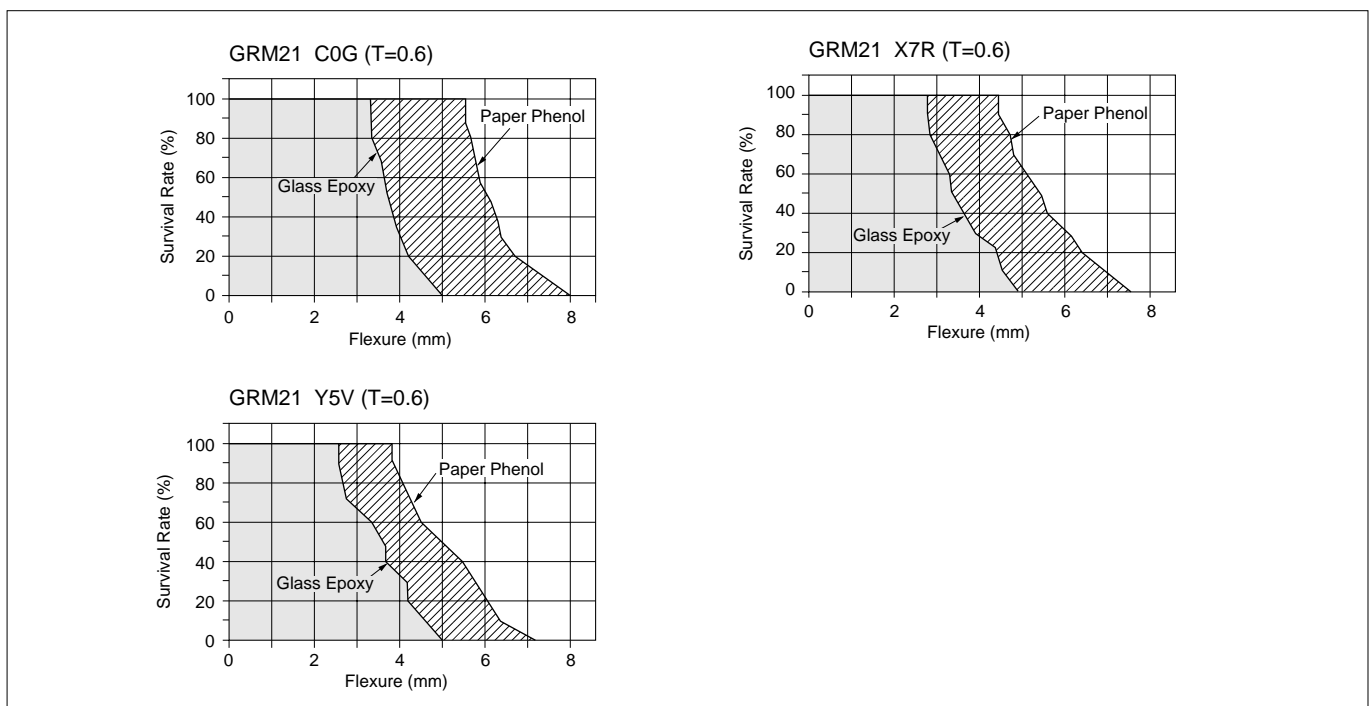 GRM21 C0G (T=0.6)
100
80
60
40
20
0
Survival Rate (%)
Paper Phenol
Glass Epoxy
0 2 4 6 8
Flexure (mm)
GRM21 X7R (T=0.6)
100
80
60
40
20
0
Survival Rate (%)
Paper Phenol
Glass Epoxy
0 2 4 6 8
Flexure (mm)
GRM21 Y5V (T=0.6)
100
80
60
40
20
0
Survival Rate (%)
Paper Phenol
Glass Epoxy
0 2 4 6 8
Flexure (mm)